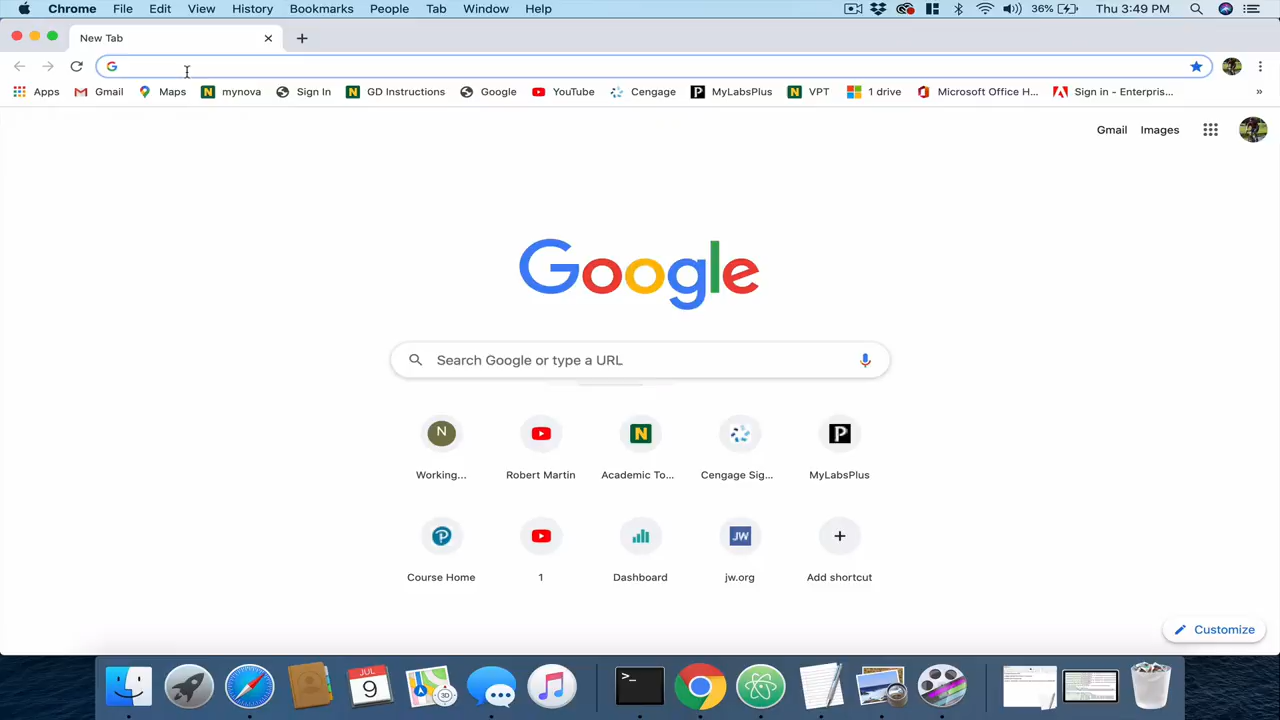 Chrome File Edit View History Bookmarks People Tab Window Help 36% Thu 3:49 PM
New Tab
Apps Gmail Maps mynova Sign In GD Instructions Google YouTube Cengage MyLabsPlus VPT 1 drive Microsoft Office H... Sign in - Enterpris... »
Gmail Images
Google
Search Google or type a URL
N
Working... Robert Martin Academic To... Cengage Sig... MyLabsPlus
JW
Course Home 1 Dashboard jw.org Add shortcut
Customize
JUL
9
3D
>_